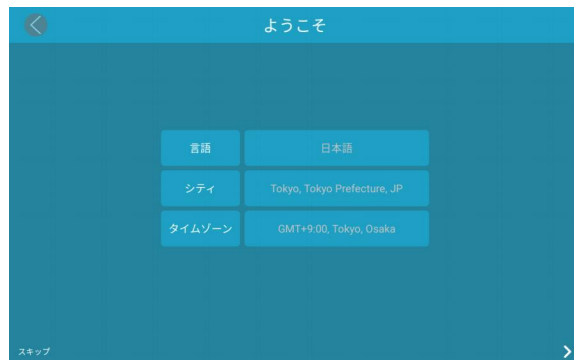 ようこそ
言語 日本語
シティ Tokyo, Tokyo Prefecture, JP
タイムゾーン GMT+9:00, Tokyo, Osaka
スキップ